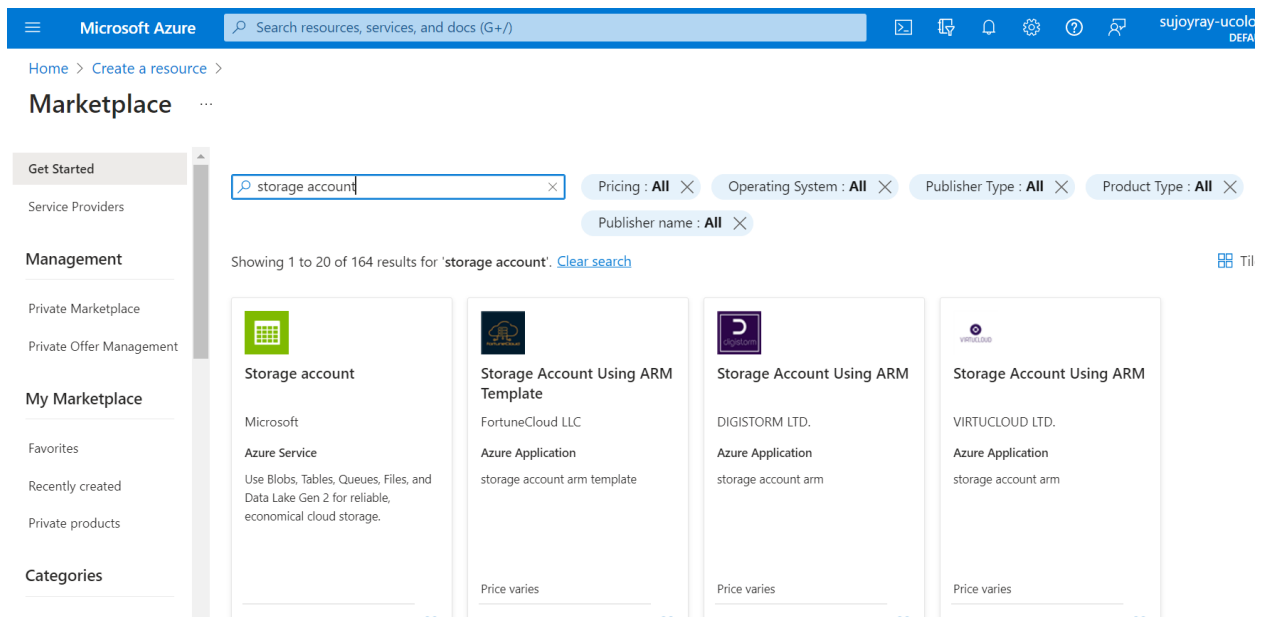 Microsoft Azure
Search resources, services, and docs (G+/)
sujoyray-ucolo
DEFA
Home > Create a resource >
Marketplace ...
Get Started
Service Providers
Management
Private Marketplace
Private Offer Management
My Marketplace
Favorites
Recently created
Private products
Categories
storage account
Pricing : All
Operating System : All
Publisher Type : All
Product Type : All
Publisher name : All
Showing 1 to 20 of 164 results for 'storage account'. Clear search
Til
Storage account
Microsoft
Azure Service
Use Blobs, Tables, Queues, Files, and
Data Lake Gen 2 for reliable,
economical cloud storage.
FortuneCloud
Storage Account Using ARM
Template
FortuneCloud LLC
Azure Application
storage account arm template
Price varies
digistorm
Storage Account Using ARM
DIGISTORM LTD.
Azure Application
storage account arm
Price varies
VIRTUCLOUD
Storage Account Using ARM
VIRTUCLOUD LTD.
Azure Application
storage account arm
Price varies